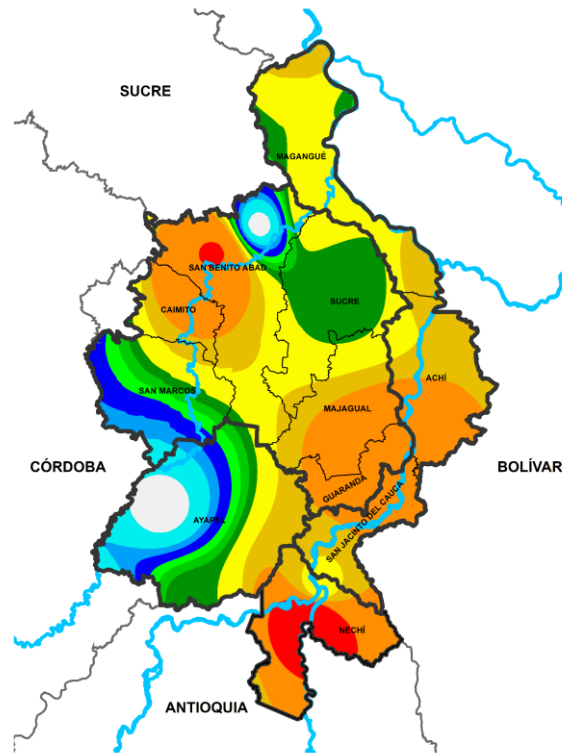 SUCRE
MAGANGUÉ
SAN BENITO ABAD
SUCRE
CAIMITO
ACHÍ
SAN MARCOS
MAJAGUAL
CÓRDOBA
BOLÍVAR
GUARANDA
AYAPEL
SAN JACINTO DEL CAUCA
NECHÍ
ANTIOQUIA